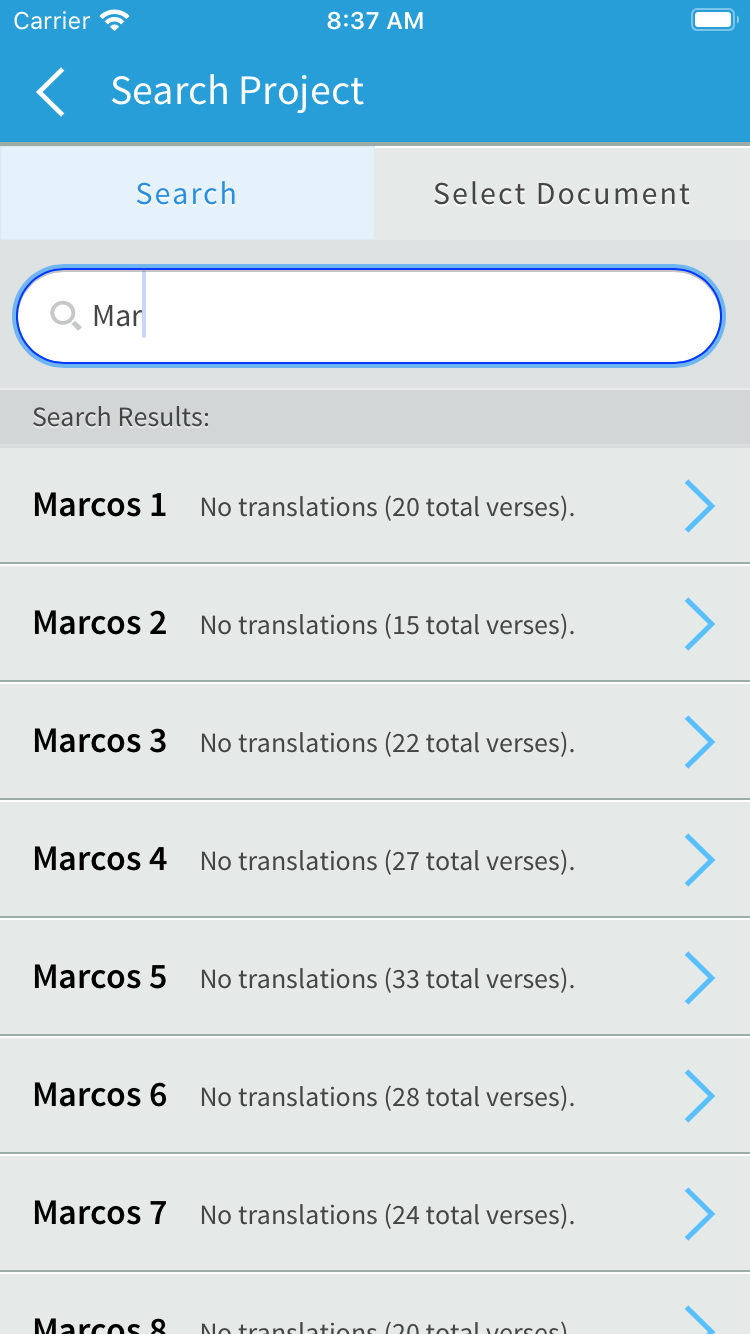 Carrier 8:37 AM
Search Project
Search Select Document
Mar
Search Results:
Marcos 1 No translations (20 total verses).
Marcos 2 No translations (15 total verses).
Marcos 3 No translations (22 total verses).
Marcos 4 No translations (27 total verses).
Marcos 5 No translations (33 total verses).
Marcos 6 No translations (28 total verses).
Marcos 7 No translations (24 total verses).
Marcos 8 No translations (20 total verses).